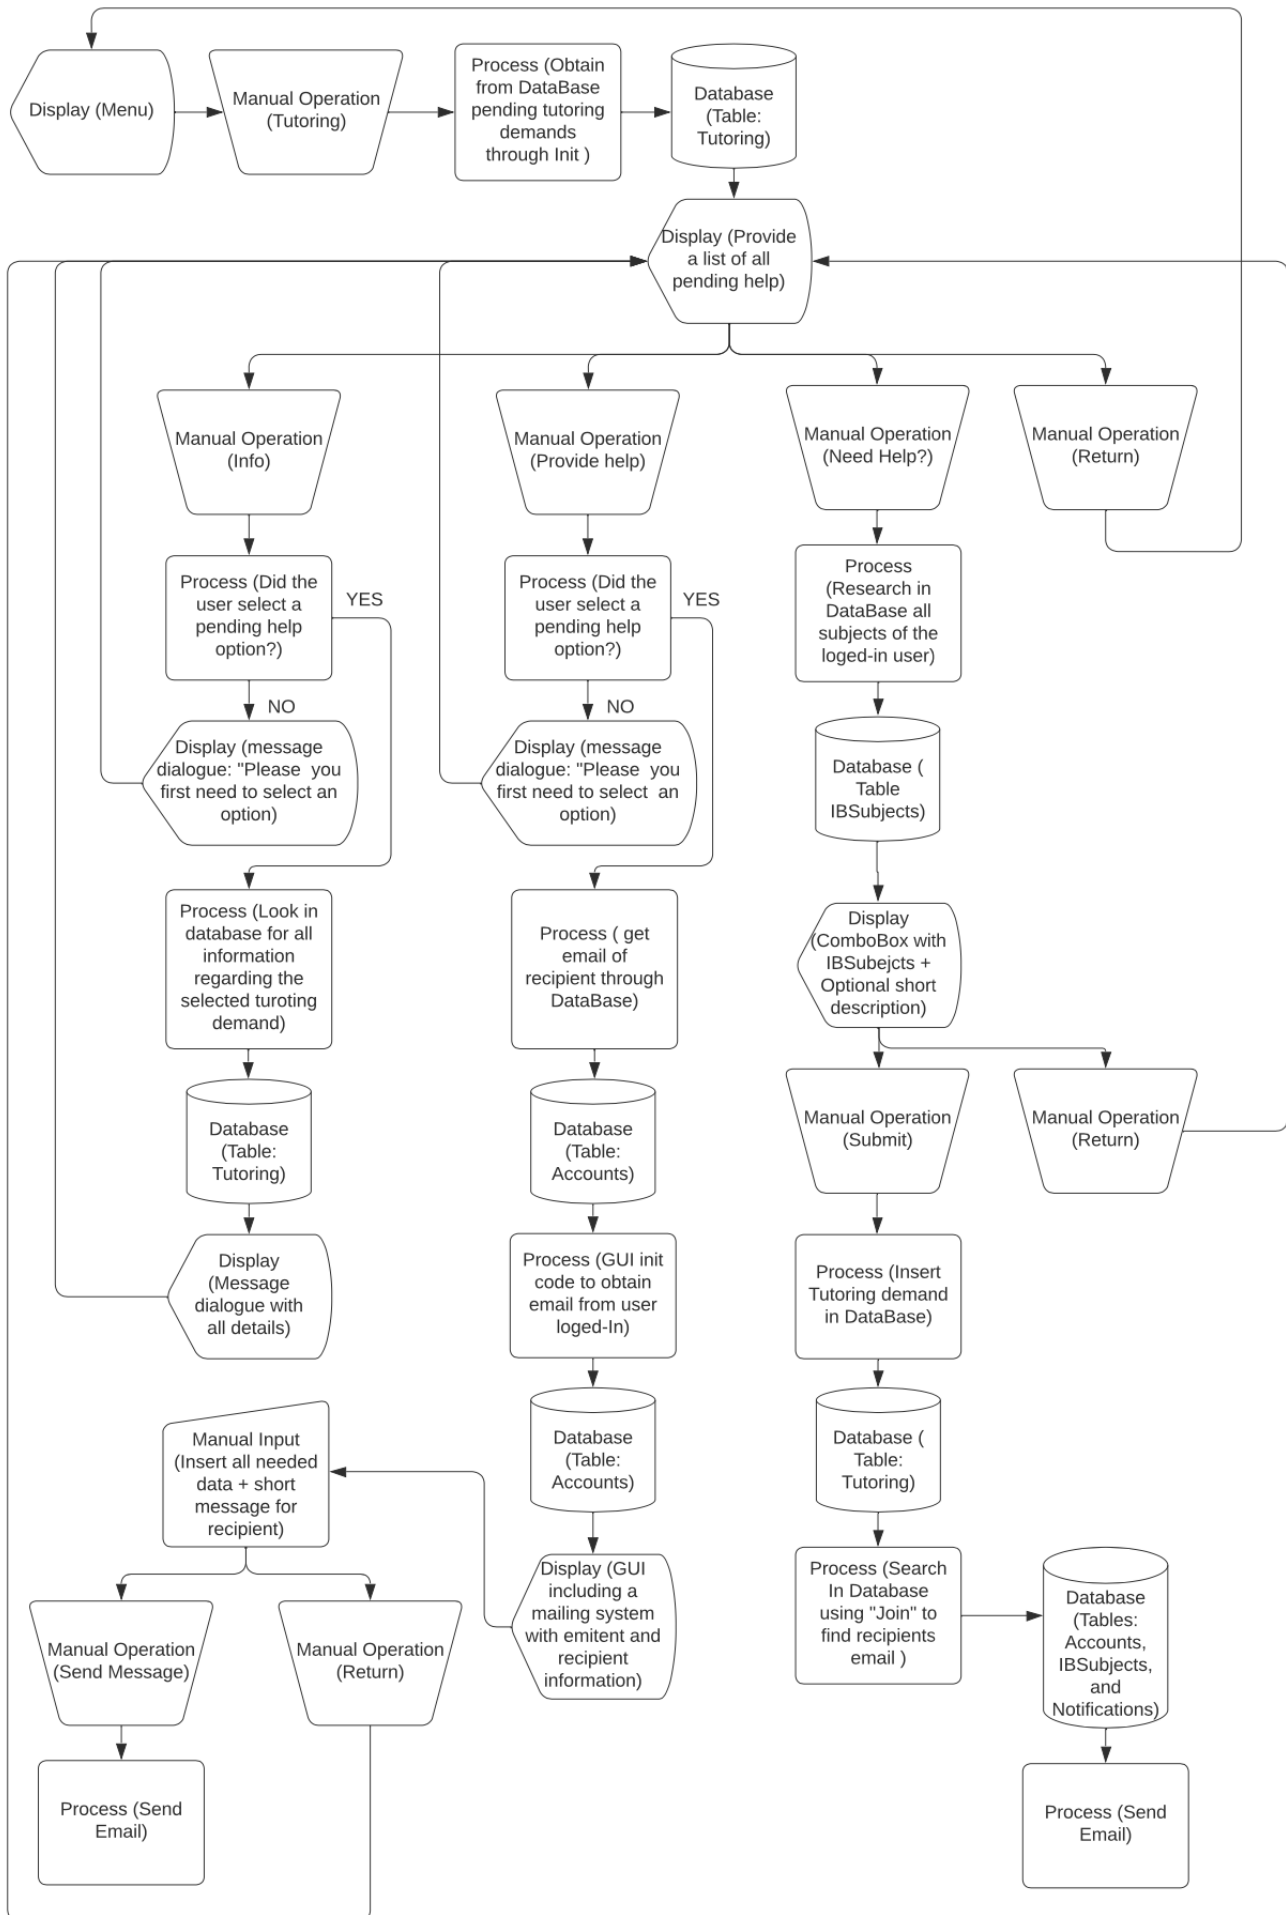 Display (Menu)
Manual Operation
(Tutoring)
Process (Obtain
from DataBase
pending tutoring
demands
through Init )
Database
(Table:
Tutoring)
Display (Provide
a list of all
pending help)
Manual Operation
(Info)
Manual Operation
(Provide help)
Manual Operation
(Need Help?)
Manual Operation
(Return)
Process (Did the
user select a
pending help
option?)
YES
NO
Process (Did the
user select a
pending help
option?)
YES
NO
Process
(Research in
DataBase all
subjects of the
loged-in user)
Display (message
dialogue: "Please  you
first need to select an
option)
Display (message
dialogue: "Please  you
first need to select  an
option)
Database (
Table
IBSubjects)
Process (Look in
database for all
information
regarding the
selected turoting
demand)
Process ( get
email of
recipient through
DataBase)
Display
(ComboBox with
IBSubejcts +
Optional short
description)
Database
(Table:
Tutoring)
Database
(Table:
Accounts)
Manual Operation
(Submit)
Manual Operation
(Return)
Display
(Message
dialogue with
all details)
Process (GUI init
code to obtain
email from user
loged-In)
Process (Insert
Tutoring demand
in DataBase)
Manual Input
(Insert all needed
data + short
message for
recipient)
Database
(Table:
Accounts)
Database (
Table:
Tutoring)
Display (GUI
including a
mailing system
with emitent and
recipient
information)
Process (Search
In Database
using "Join" to
find recipients
email )
Database
(Tables:
Accounts,
IBSubjects,
and
Notifications)
Manual Operation
(Send Message)
Manual Operation
(Return)
Process (Send
Email)
Process (Send
Email)